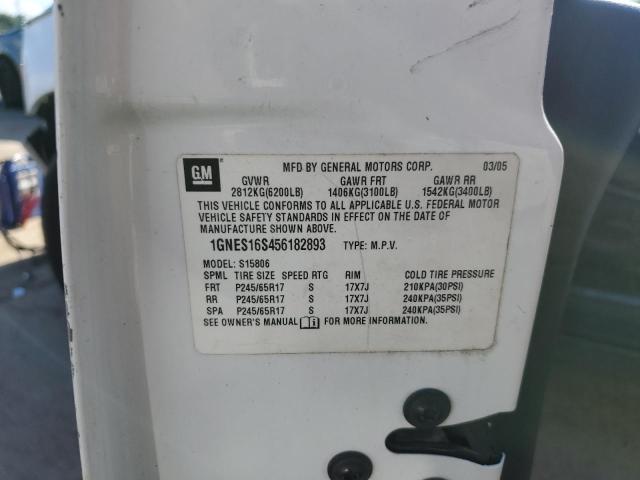 GM
MFD BY GENERAL MOTORS CORP. 03/05
GVWR GAWR FRT GAWR RR
2812KG(6200LB) 1406KG(3100LB) 1542KG(3400LB)
THIS VEHICLE CONFORMS TO ALL APPLICABLE U.S. FEDERAL MOTOR
VEHICLE SAFETY STANDARDS IN EFFECT ON THE DATE OF
MANUFACTURE SHOWN ABOVE.
1GNES16S456182893 TYPE: M.P.V.
MODEL: S15806
SPML TIRE SIZE SPEED RTG RIM COLD TIRE PRESSURE
FRT P245/65R17 S 17X7J 210KPA(30PSI)
RR P245/65R17 S 17X7J 240KPA(35PSI)
SPA P245/65R17 S 17X7J 240KPA(35PSI)
SEE OWNER'S MANUAL FOR MORE INFORMATION.